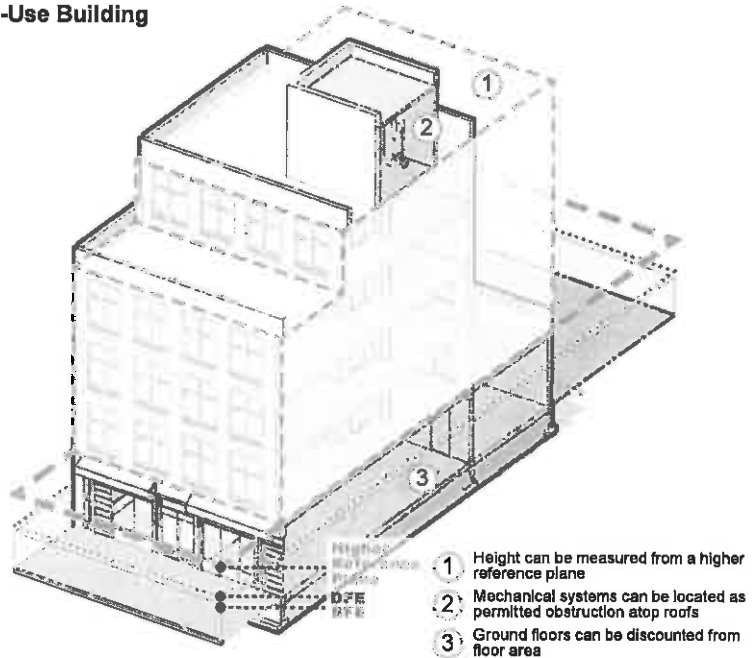 -Use Building
1
2
3
Higher
Reference
Plane
DFE
BFE
1 Height can be measured from a higher
reference plane
2 Mechanical systems can be located as
permitted obstruction atop roofs
3 Ground floors can be discounted from
floor area